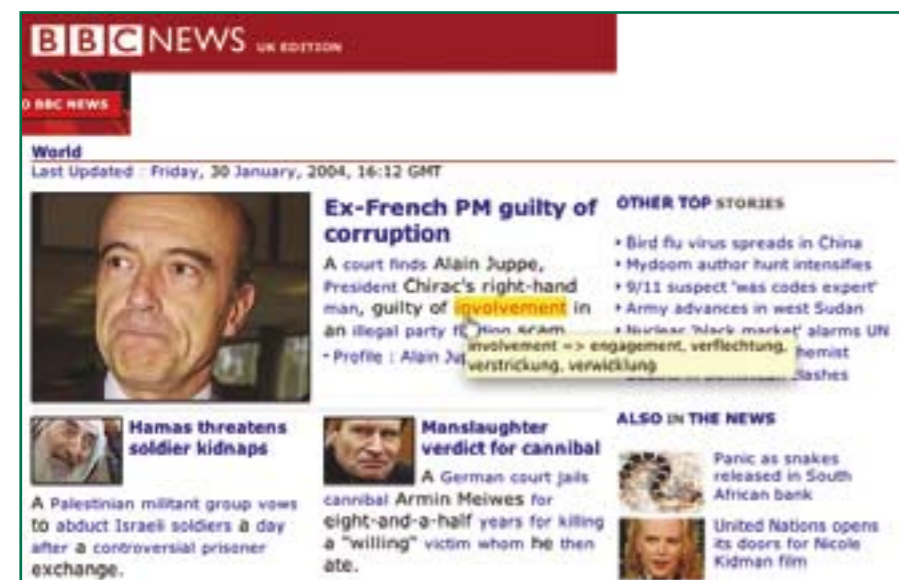 BBC NEWS UK EDITION
O BBC NEWS
World
Last Updated : Friday, 30 January, 2004, 16:12 GMT
Ex-French PM guilty of
corruption
A court finds Alain Juppe,
President Chirac's right-hand
man, guilty of involvement in
an illegal party funding scam
• Profile : Alain Jup
involvement => engagement, verflechtung,
verstrickung, verwicklung
OTHER TOP STORIES
• Bird flu virus spreads in China
• Mydoom author hunt intensifies
• 9/11 suspect 'was codes expert'
• Army advances in west Sudan
• Nuclear 'black market' alarms UN
hemist
clashes
Hamas threatens
soldier kidnaps
A Palestinian militant group vows
to abduct Israeli soldiers a day
after a controversial prisoner
exchange.
Manslaughter
verdict for cannibal
A German court jails
cannibal Armin Meiwes for
eight-and-a-half years for killing
a "willing" victim whom he then
ate.
ALSO IN THE NEWS
Panic as snakes
released in South
African bank
United Nations opens
its doors for Nicole
Kidman film